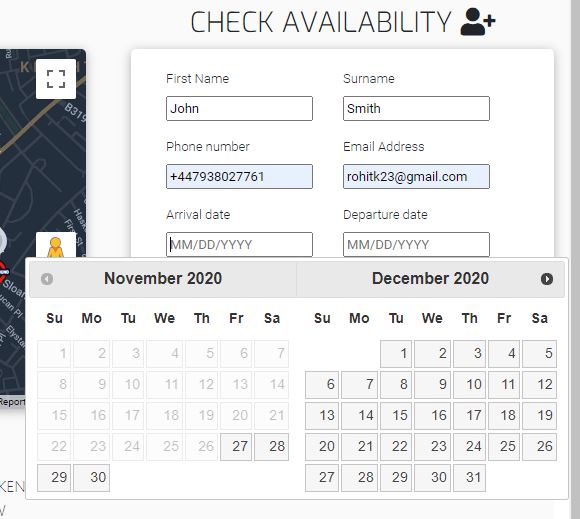 CHECK AVAILABILITY
First Name Surname
John Smith
Phone number Email Address
+447938027761 rohitk23@gmail.com
Arrival date Departure date
MM/DD/YYYY MM/DD/YYYY
November 2020 December 2020
Su Mo Tu We Th Fr Sa Su Mo Tu We Th Fr Sa
1 2 3 4 5 6 7 1 2 3 4 5
8 9 10 11 12 13 14 6 7 8 9 10 11 12
15 16 17 18 19 20 21 13 14 15 16 17 18 19
22 23 24 25 26 27 28 20 21 22 23 24 25 26
29 30 27 28 29 30 31
B319
First St
Elystan
Report
KEN